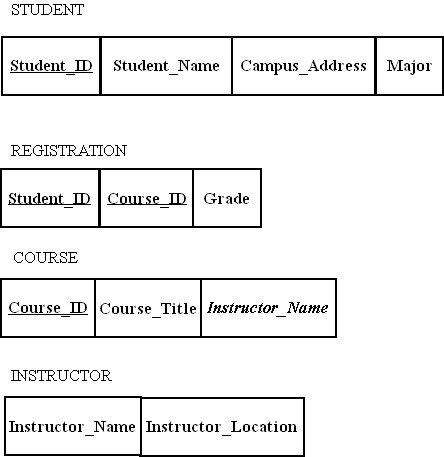 STUDENT
Student_ID Student_Name Campus_Address Major
REGISTRATION
Student_ID Course_ID Grade
COURSE
Course_ID Course_Title Instructor_Name
INSTRUCTOR
Instructor_Name Instructor_Location